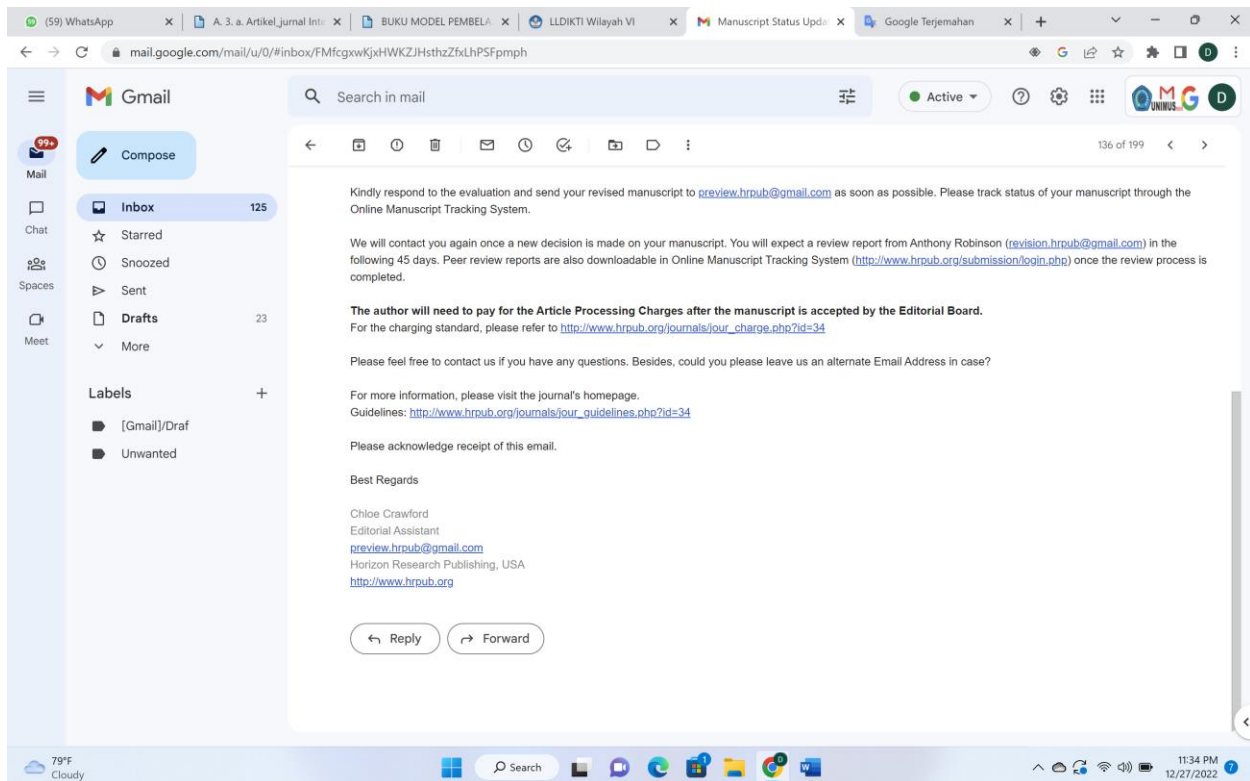 (59) WhatsApp
A. 3. a. Artikel_jurnal Inte
BUKU MODEL PEMBELA
LLDIKTI Wilayah VI
Manuscript Status Upda
Google Terjemahan
mail.google.com/mail/u/0/#inbox/FMfcgxwKjxHWKZJHsthzZfxLhPSFpmph
Gmail
Search in mail
Active
UNIMUS
D
99+
Mail
Compose
136 of 199
Chat
Spaces
Meet
Inbox 125
Starred
Snoozed
Sent
Drafts 23
More
Labels
[Gmail]/Draf
Unwanted
Kindly respond to the evaluation and send your revised manuscript to preview.hrpub@gmail.com as soon as possible. Please track status of your manuscript through the
Online Manuscript Tracking System.
We will contact you again once a new decision is made on your manuscript. You will expect a review report from Anthony Robinson (revision.hrpub@gmail.com) in the
following 45 days. Peer review reports are also downloadable in Online Manuscript Tracking System (http://www.hrpub.org/submission/login.php) once the review process is
completed.
The author will need to pay for the Article Processing Charges after the manuscript is accepted by the Editorial Board.
For the charging standard, please refer to http://www.hrpub.org/journals/jour_charge.php?id=34
Please feel free to contact us if you have any questions. Besides, could you please leave us an alternate Email Address in case?
For more information, please visit the journal's homepage.
Guidelines: http://www.hrpub.org/journals/jour_guidelines.php?id=34
Please acknowledge receipt of this email.
Best Regards
Chloe Crawford
Editorial Assistant
preview.hrpub@gmail.com
Horizon Research Publishing, USA
http://www.hrpub.org
Reply
Forward
79°F
Cloudy
Search
11:34 PM
12/27/2022
7